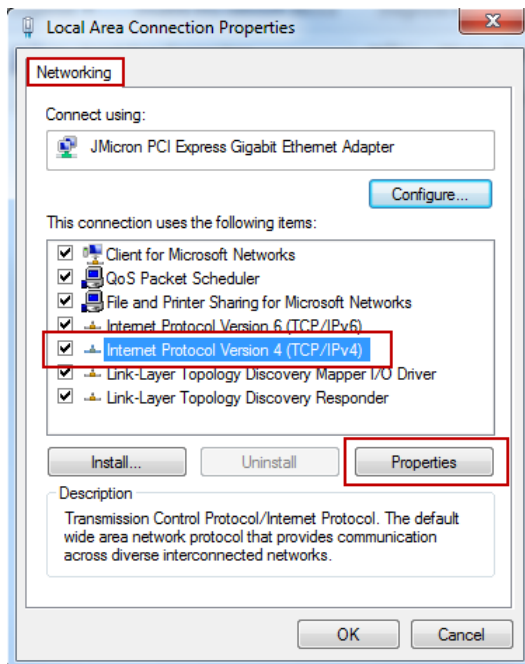 Local Area Connection Properties
X
Networking
Connect using:
JMicron PCI Express Gigabit Ethernet Adapter
Configure...
This connection uses the following items:
Client for Microsoft Networks
QoS Packet Scheduler
File and Printer Sharing for Microsoft Networks
Internet Protocol Version 6 (TCP/IPv6)
Internet Protocol Version 4 (TCP/IPv4)
Link-Layer Topology Discovery Mapper I/O Driver
Link-Layer Topology Discovery Responder
Install... Uninstall Properties
Description
Transmission Control Protocol/Internet Protocol. The default
wide area network protocol that provides communication
across diverse interconnected networks.
OK Cancel